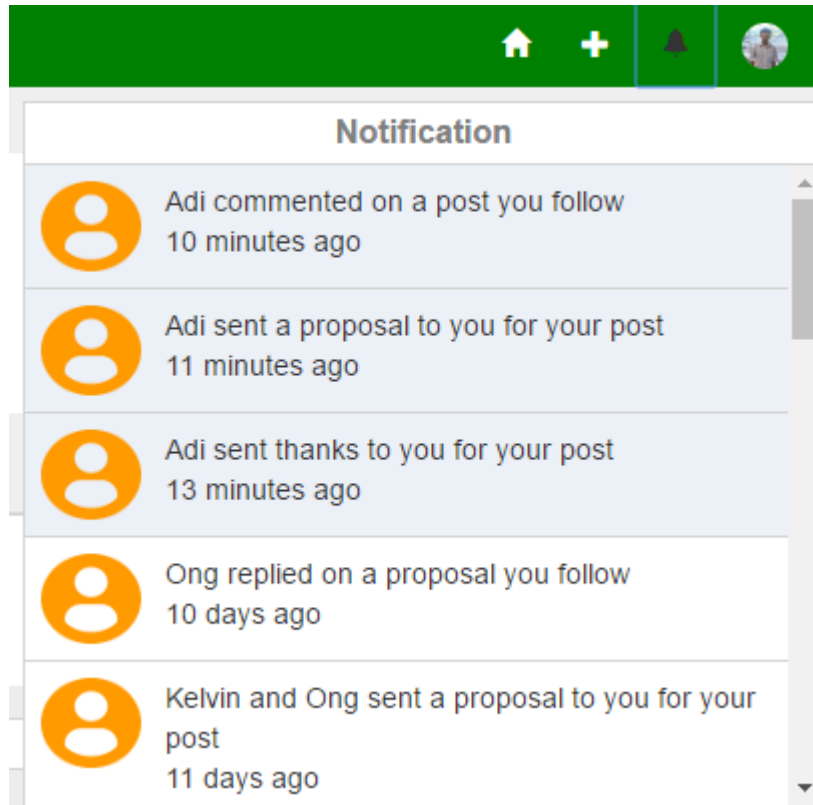 Notification
Adi commented on a post you follow
10 minutes ago
Adi sent a proposal to you for your post
11 minutes ago
Adi sent thanks to you for your post
13 minutes ago
Ong replied on a proposal you follow
10 days ago
Kelvin and Ong sent a proposal to you for your
post
11 days ago